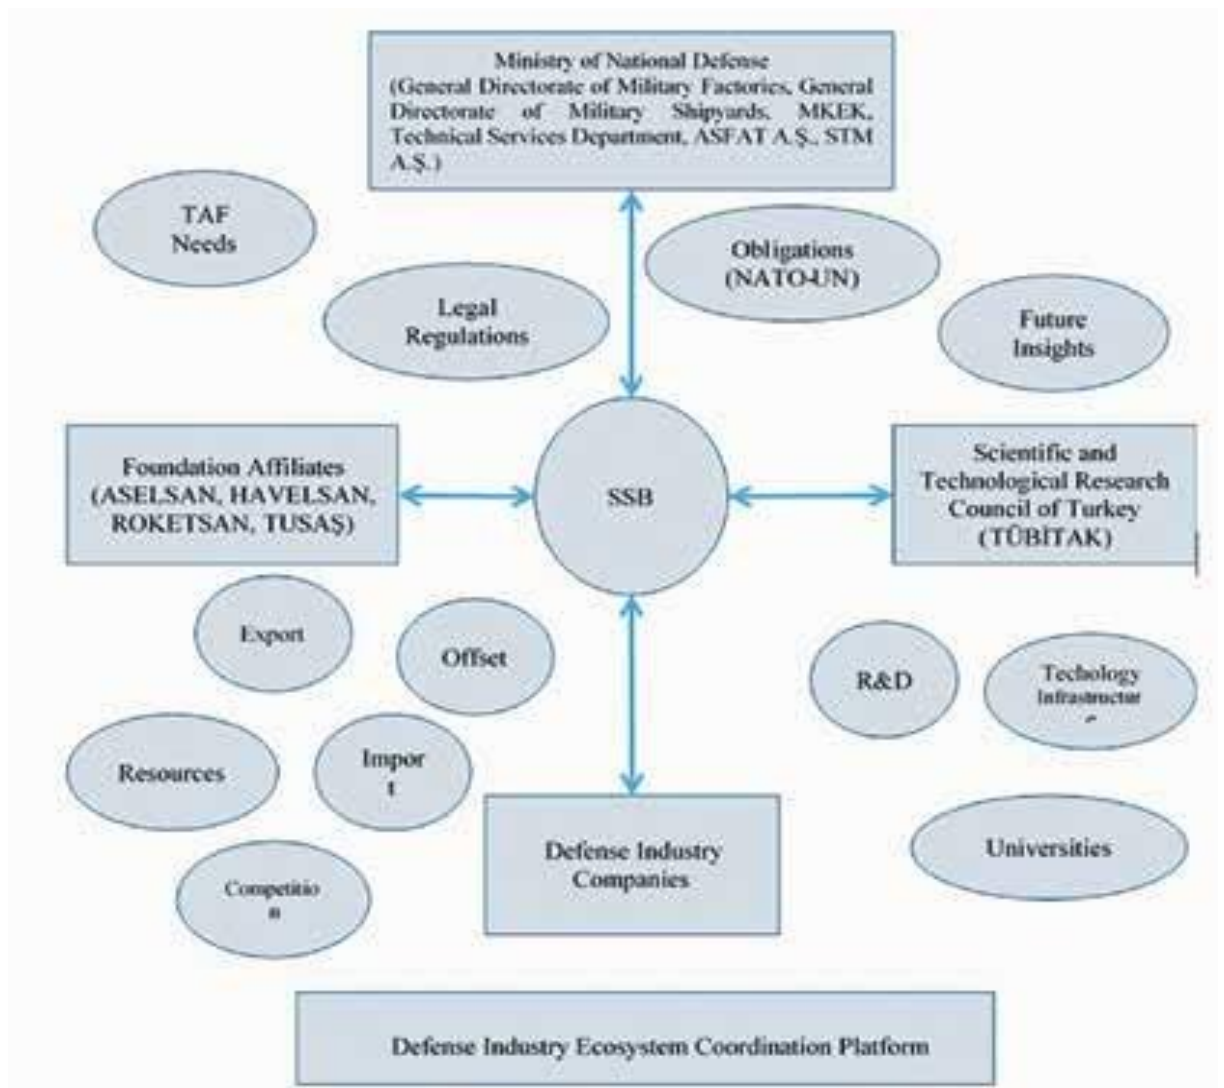 Ministry of National Defense
(General Directorate of Military Factories, General
Directorate of Military Shipyards, MKEK,
Technical Services Department, ASFAT A.Ş., STM
A.Ş.)
TAF
Needs
Obligations
(NATO-UN)
Legal
Regulations
Future
Insights
Foundation Affiliates
(ASELSAN, HAVELSAN,
ROKETSAN, TUSAŞ)
SSB
Scientific and
Technological Research
Council of Turkey
(TÜBİTAK)
Export
Offset
R&D
Techology
Infrastructur
e
Resources
Impor
t
Defense Industry
Companies
Universities
Competitio
n
Defense Industry Ecosystem Coordination Platform